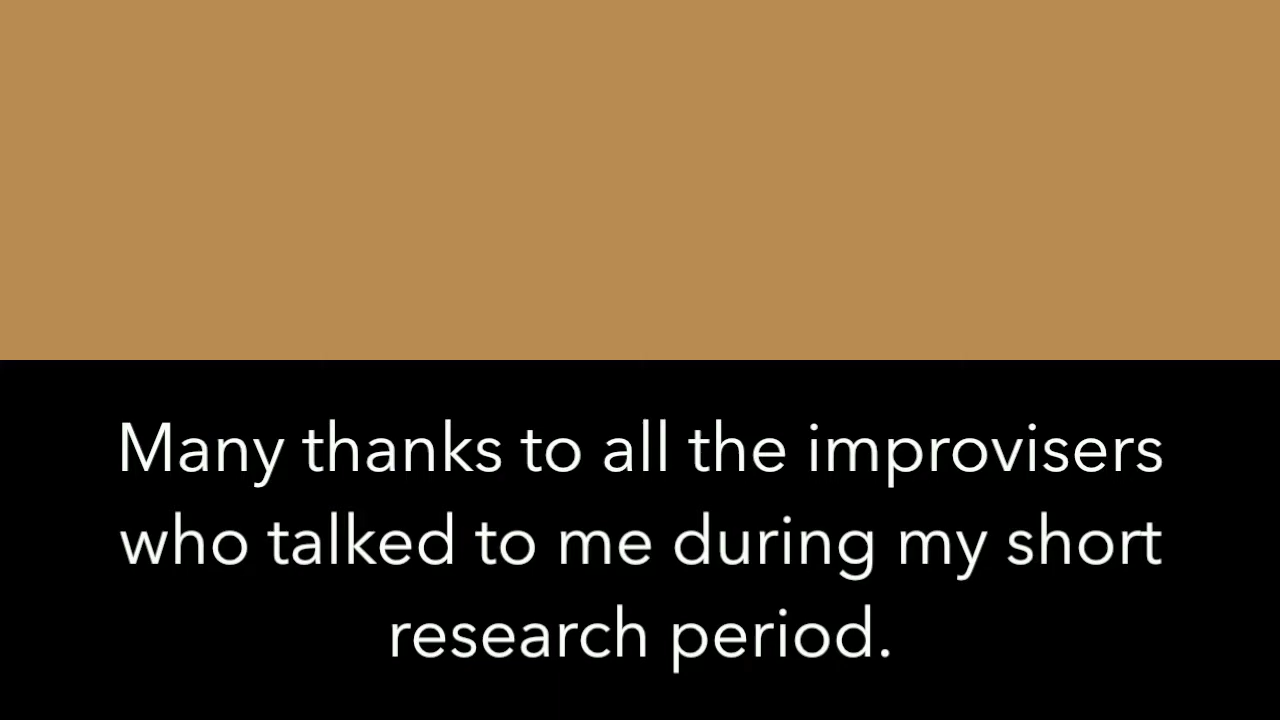 Many thanks to all the improvisers
who talked to me during my short
research period.